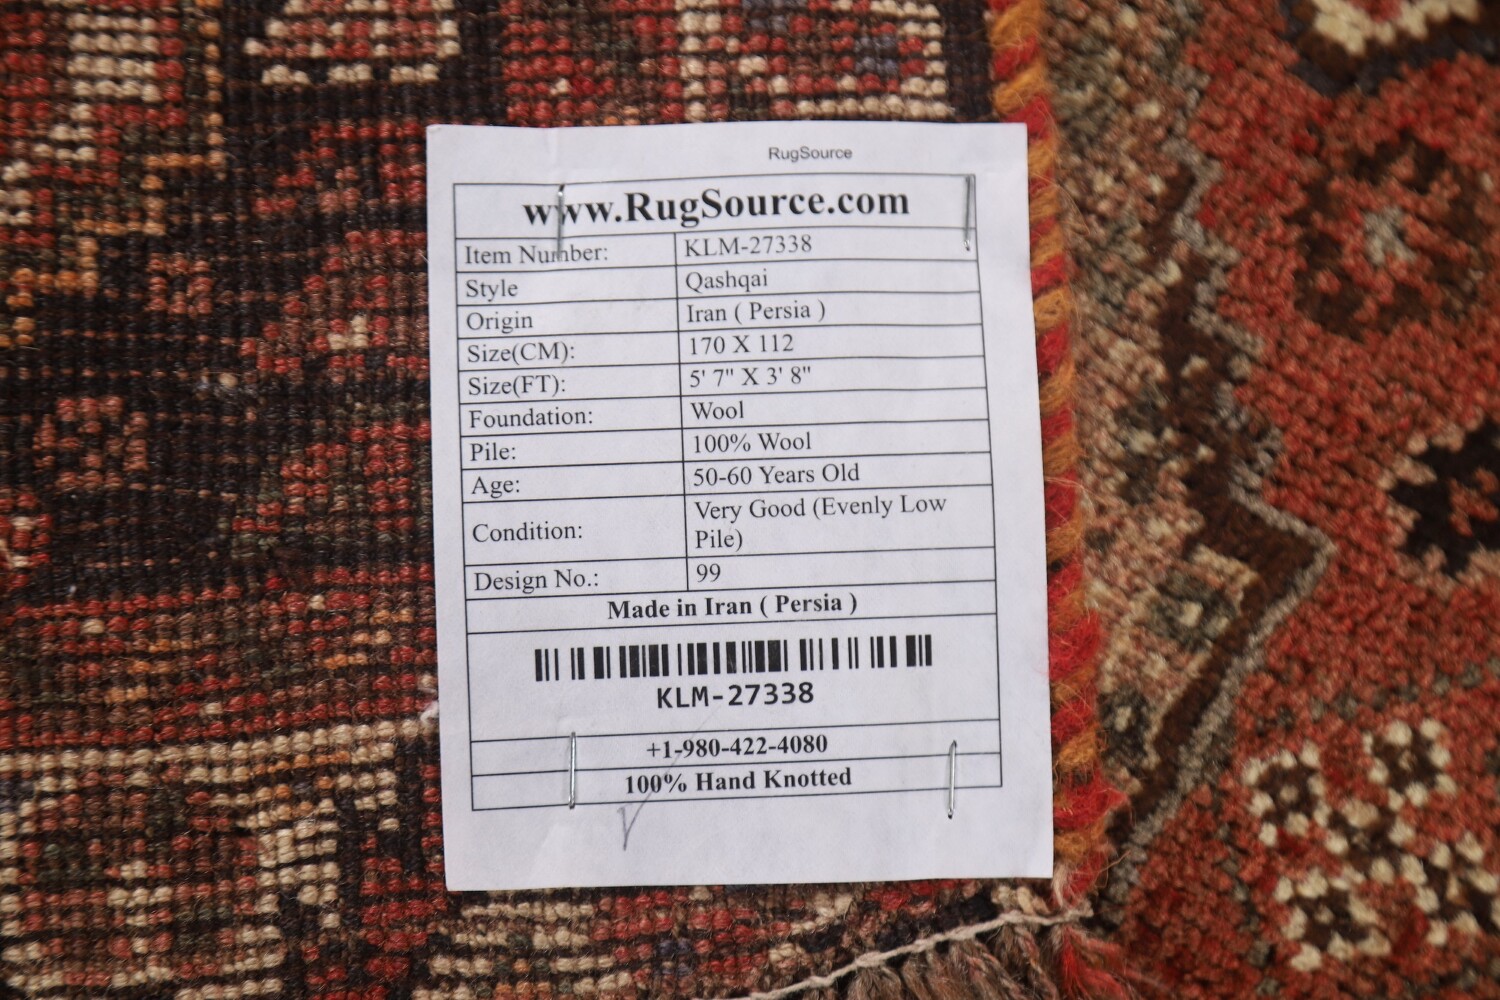 RugSource
www.RugSource.com
Item Number: KLM-27338
Style Qashqai
Origin Iran ( Persia )
Size(CM): 170 X 112
Size(FT): 5' 7" X 3' 8"
Foundation: Wool
Pile: 100% Wool
Age: 50-60 Years Old
Condition: Very Good (Evenly Low
Pile)
Design No.: 99
Made in Iran ( Persia )
KLM-27338
+1-980-422-4080
100% Hand Knotted